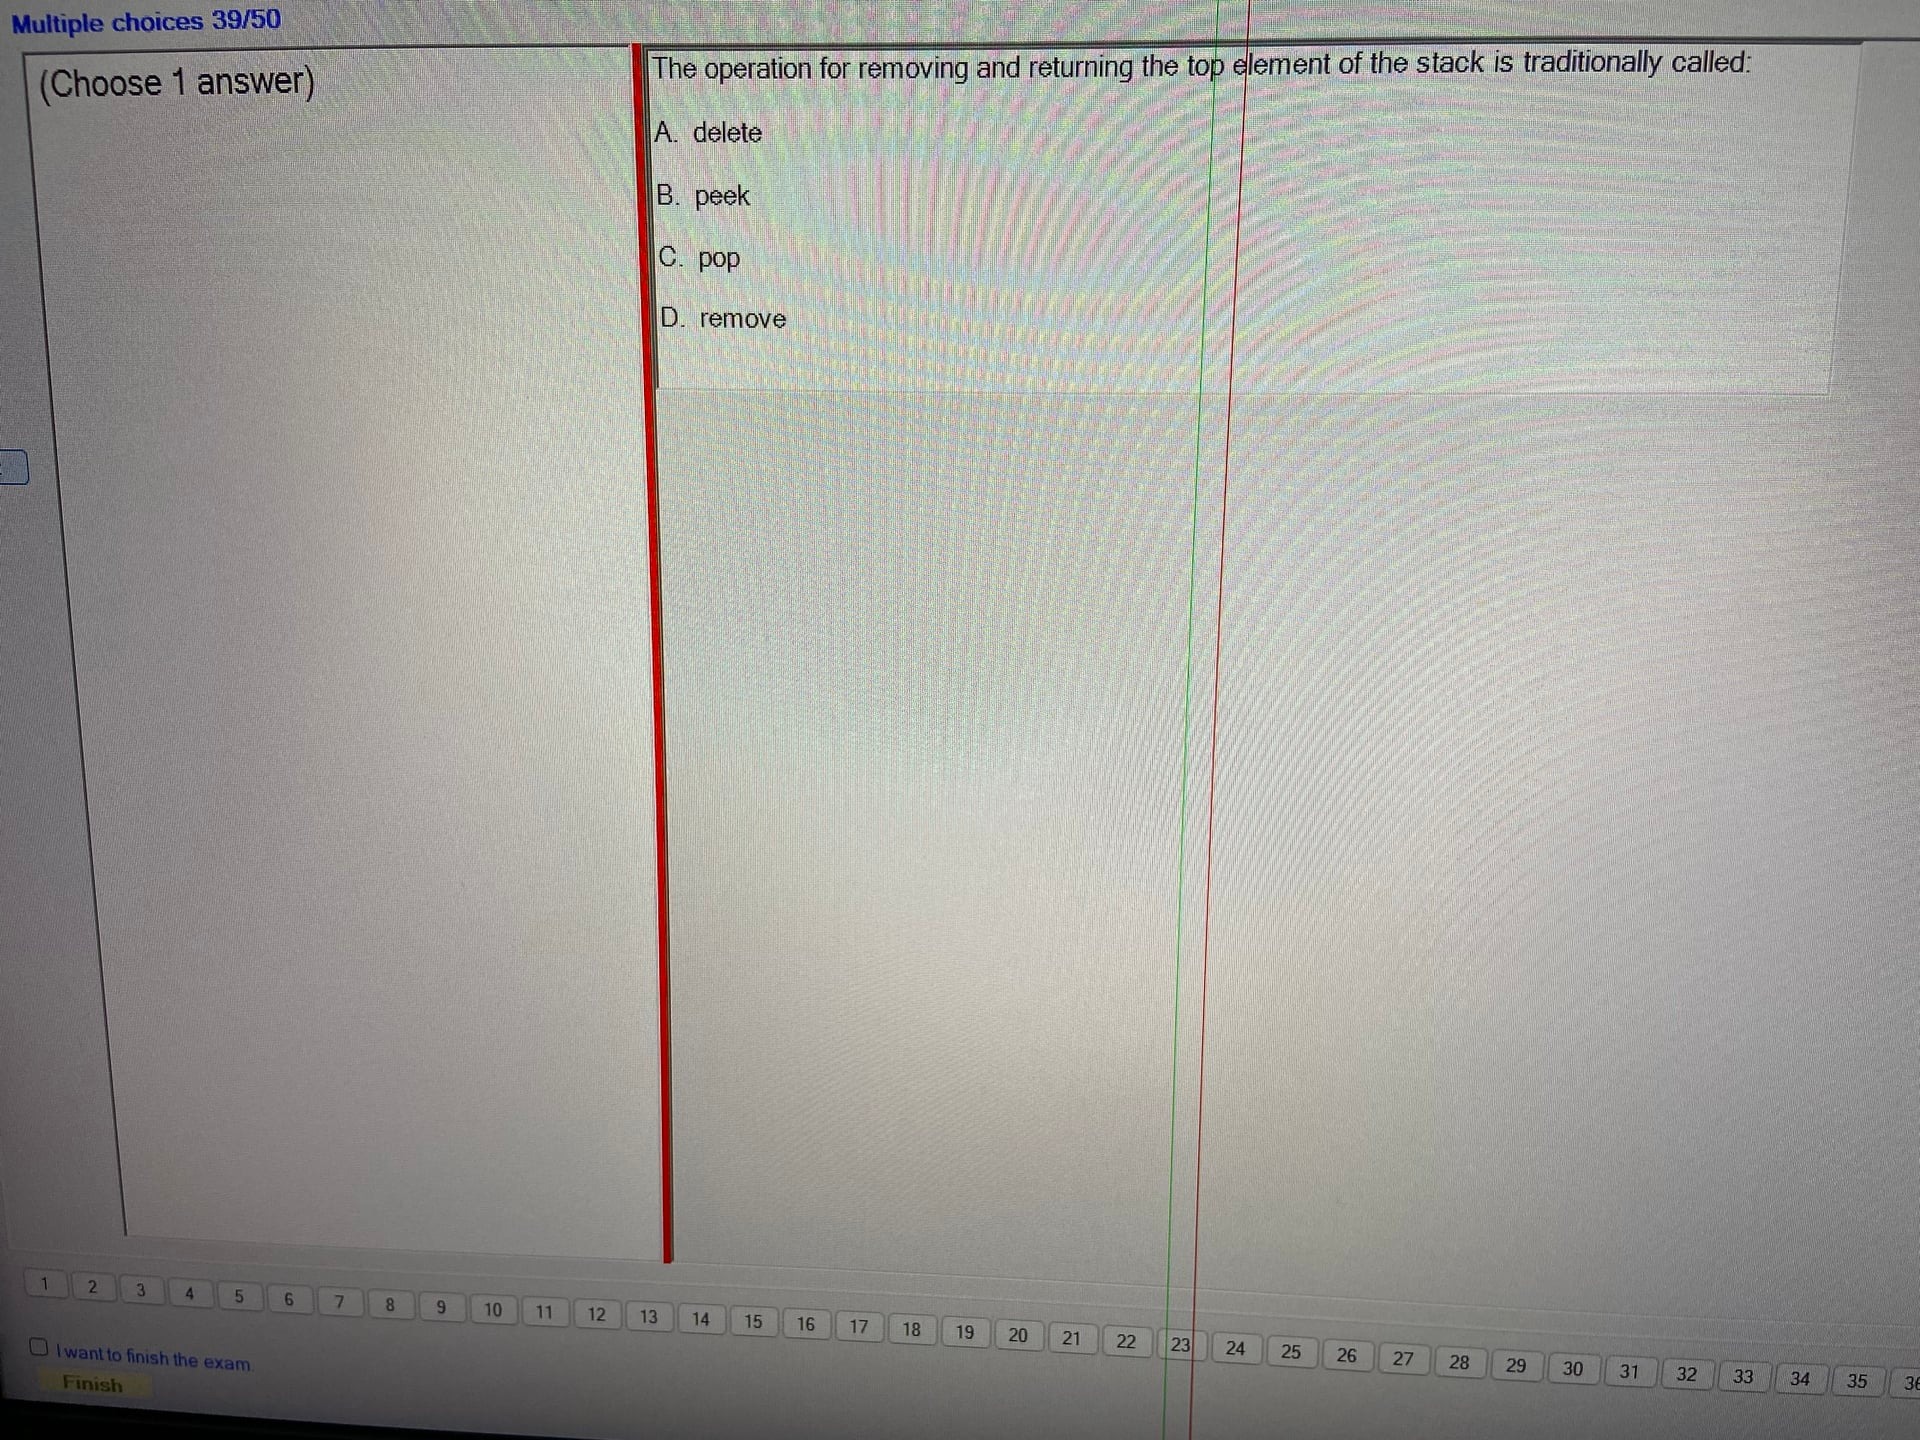 Multiple choices 39/50
(Choose 1 answer)
The operation for removing and returning the top element of the stack is traditionally called:
A. delete
B. peek
C. pop
D. remove
1 2 3 4 5 6 7 8 9 10 11 12 13 14 15 16 17 18 19 20 21 22 23 24 25 26 27 28 29 30 31 32 33 34 35
I want to finish the exam.
Finish